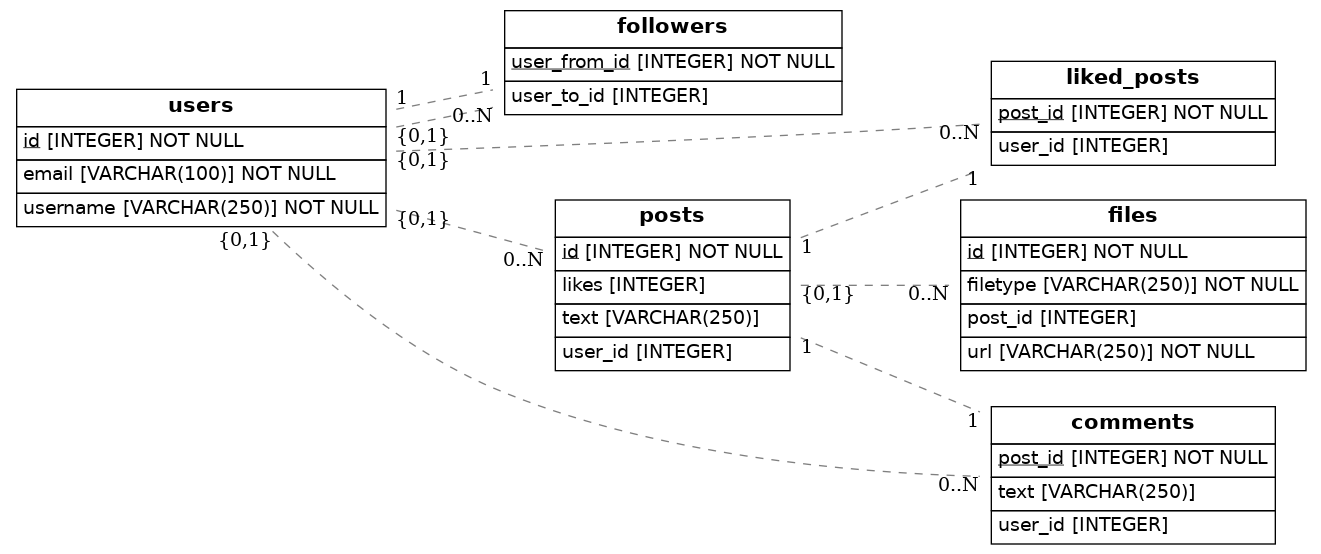 followers
user_from_id [INTEGER] NOT NULL
user_to_id [INTEGER]
users
id [INTEGER] NOT NULL
email [VARCHAR(100)] NOT NULL
username [VARCHAR(250)] NOT NULL
liked_posts
post_id [INTEGER] NOT NULL
user_id [INTEGER]
posts
id [INTEGER] NOT NULL
likes [INTEGER]
text [VARCHAR(250)]
user_id [INTEGER]
files
id [INTEGER] NOT NULL
filetype [VARCHAR(250)] NOT NULL
post_id [INTEGER]
url [VARCHAR(250)] NOT NULL
comments
post_id [INTEGER] NOT NULL
text [VARCHAR(250)]
user_id [INTEGER]
1
1
0..N
{0,1}
{0,1}
0..N
{0,1}
0..N
{0,1}
0..N
1
1
{0,1}
0..N
1
1